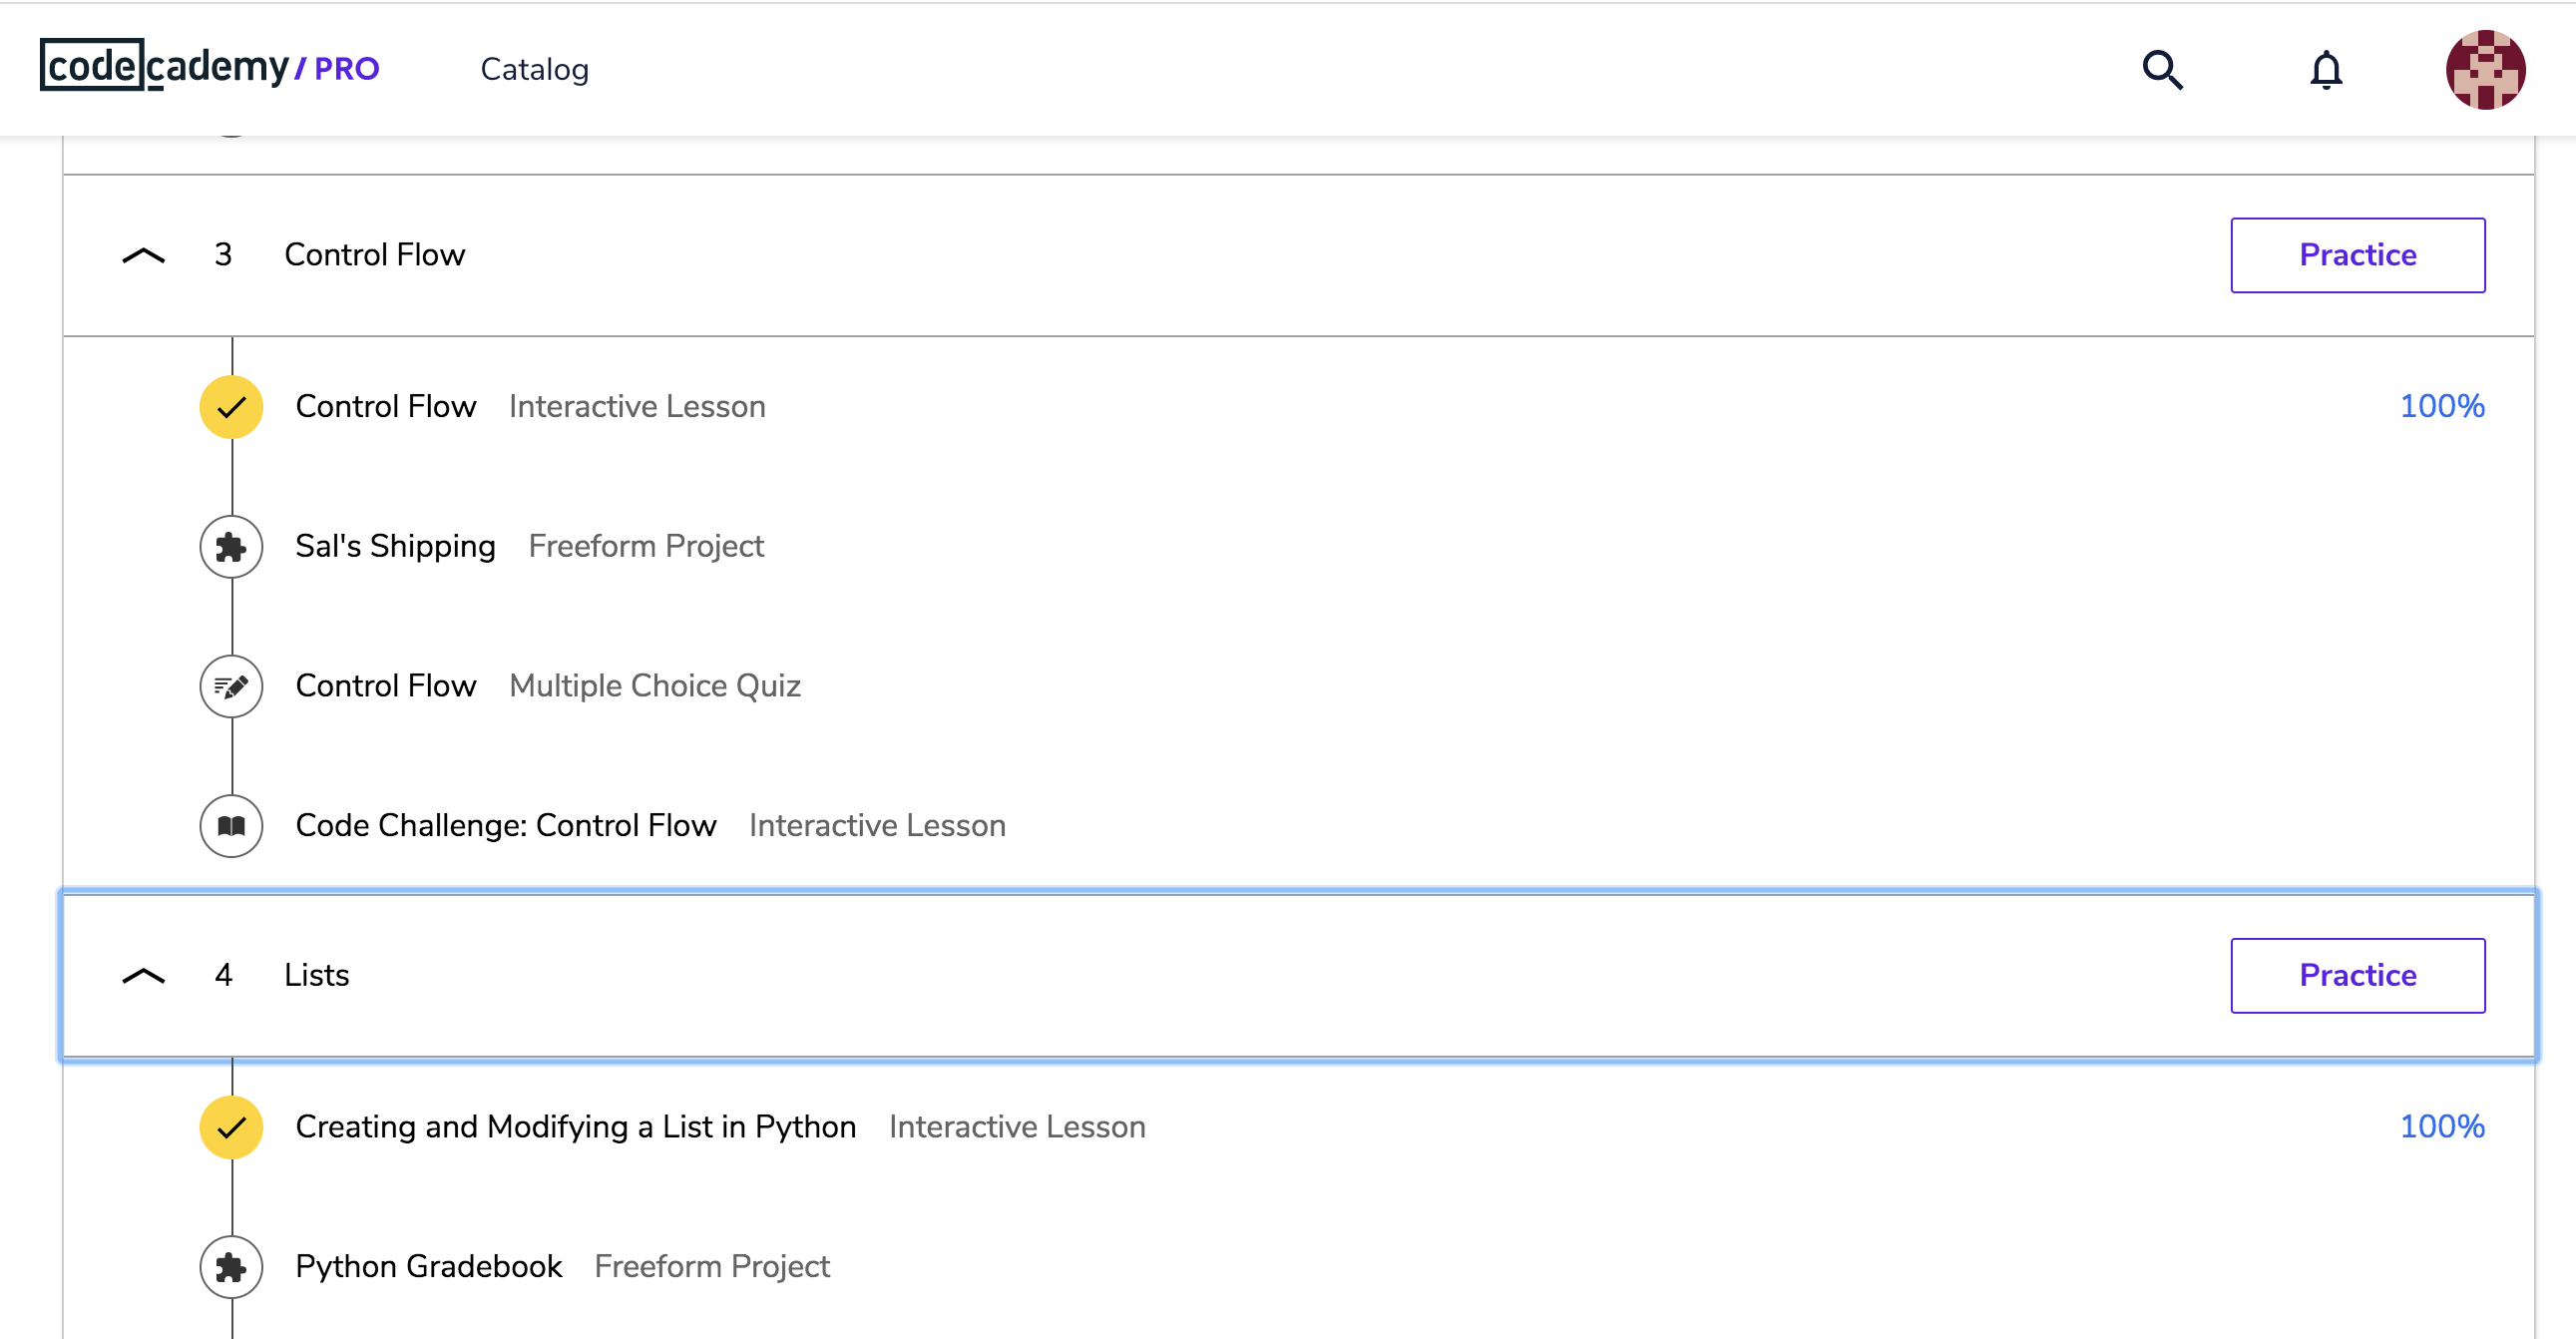 codecademy/PRO Catalog
3 Control Flow Practice
Control Flow Interactive Lesson 100%
Sal's Shipping Freeform Project
Control Flow Multiple Choice Quiz
Code Challenge: Control Flow Interactive Lesson
4 Lists Practice
Creating and Modifying a List in Python Interactive Lesson 100%
Python Gradebook Freeform Project